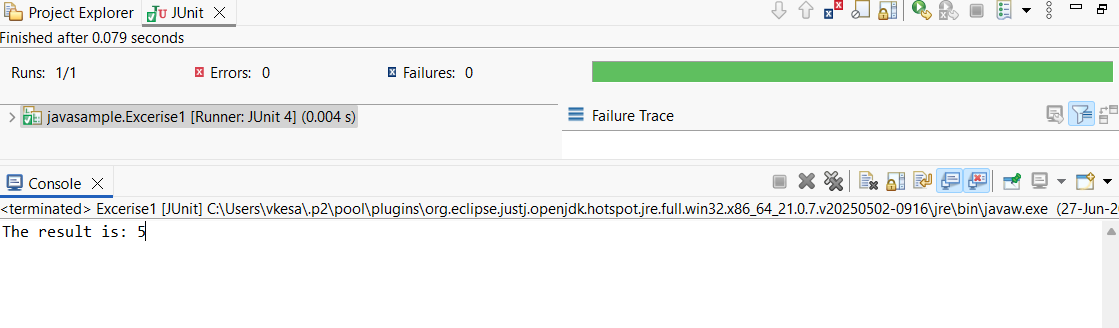 Project Explorer JUnit
Finished after 0.079 seconds
Runs: 1/1 Errors: 0 Failures: 0
javasample.Excerise1 [Runner: JUnit 4] (0.004 s)
Failure Trace
Console
<terminated> Excerise1 [JUnit] C:\Users\vkesa\.p2\pool\plugins\org.eclipse.justj.openjdk.hotspot.jre.full.win32.x86_64_21.0.7.v20250502-0916\jre\bin\javaw.exe (27-Jun-2
The result is: 5